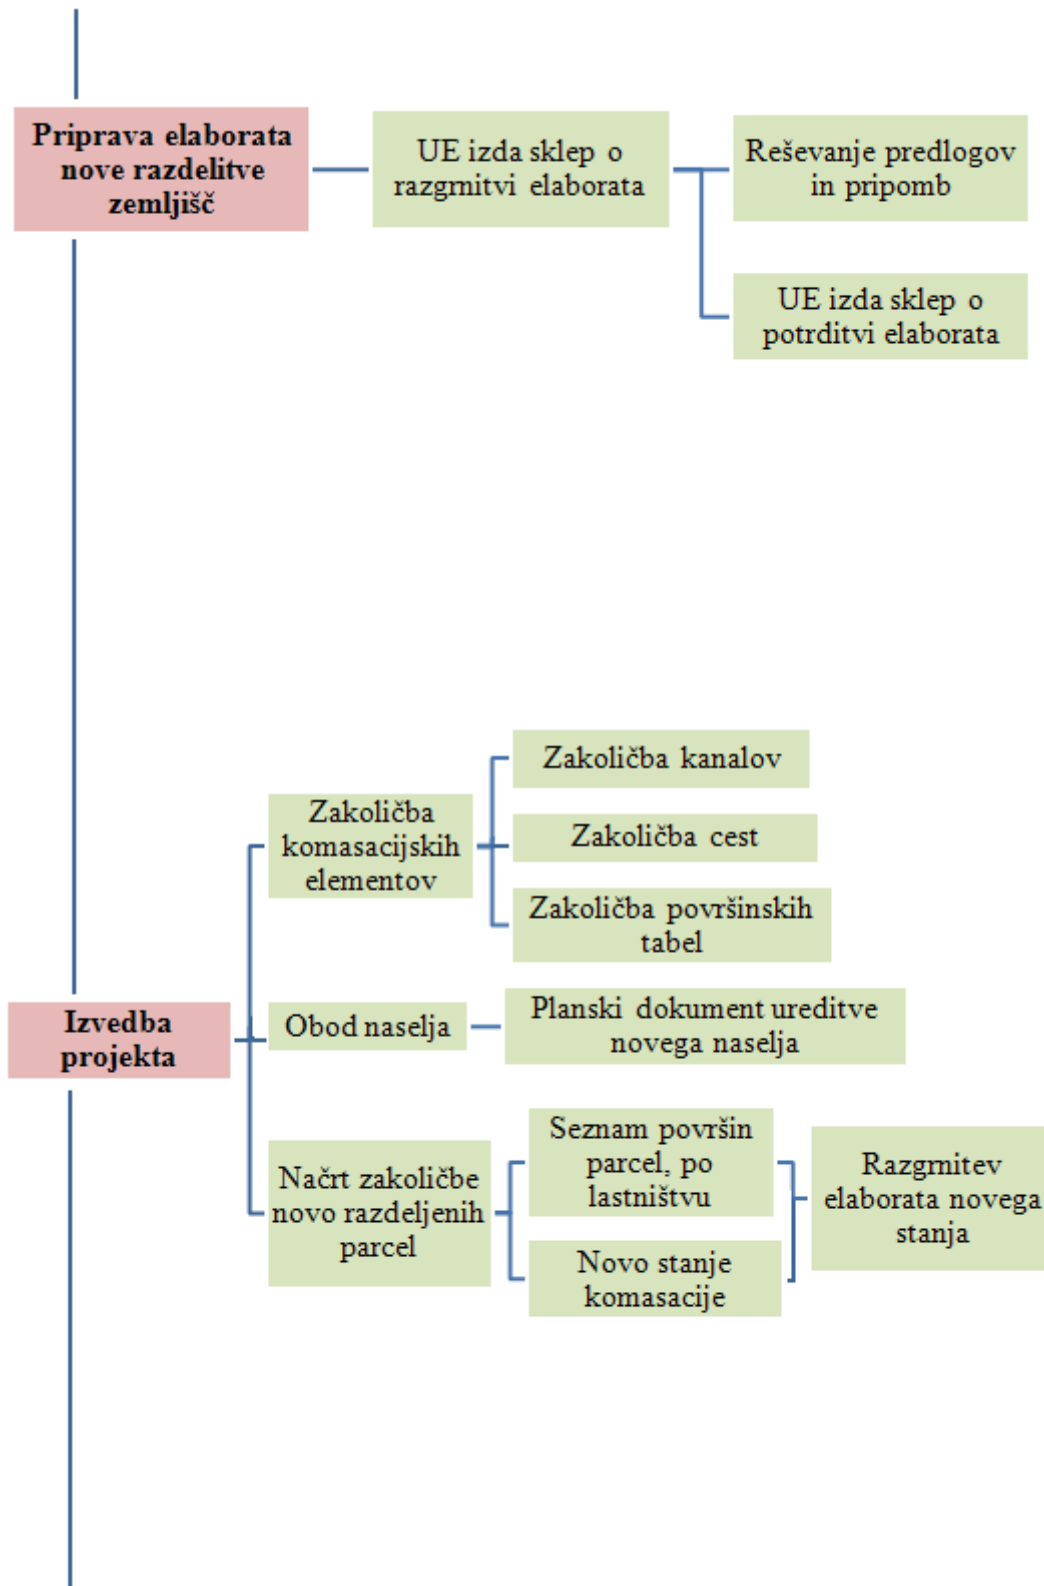 Priprava elaborata
nove razdelitve
zemljišč
UE izda sklep o
razgrnitvi elaborata
Reševanje predlogov
in pripomb
UE izda sklep o
potrditvi elaborata
Izvedba
projekta
Zakoličba
komasacijskih
elementov
Zakoličba kanalov
Zakoličba cest
Zakoličba površinskih
tabel
Obod naselja
Planski dokument ureditve
novega naselja
Načrt zakoličbe
novo razdeljenih
parcel
Seznam površin
parcel, po
lastništvu
Novo stanje
komasacije
Razgrnitev
elaborata novega
stanja